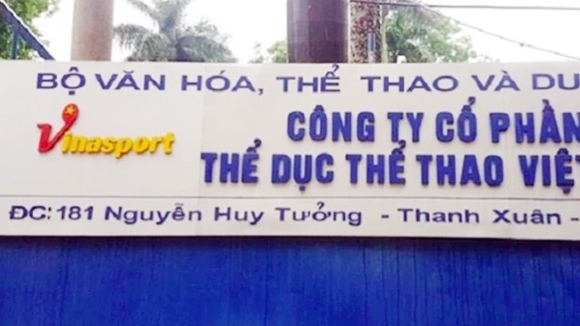 BỘ VĂN HÓA, THỂ THAO VÀ DU
Vinasport
CÔNG TY CỔ PHẦN
THỂ DỤC THỂ THAO VIỆT
ĐC: 181 Nguyễn Huy Tưởng - Thanh Xuân -